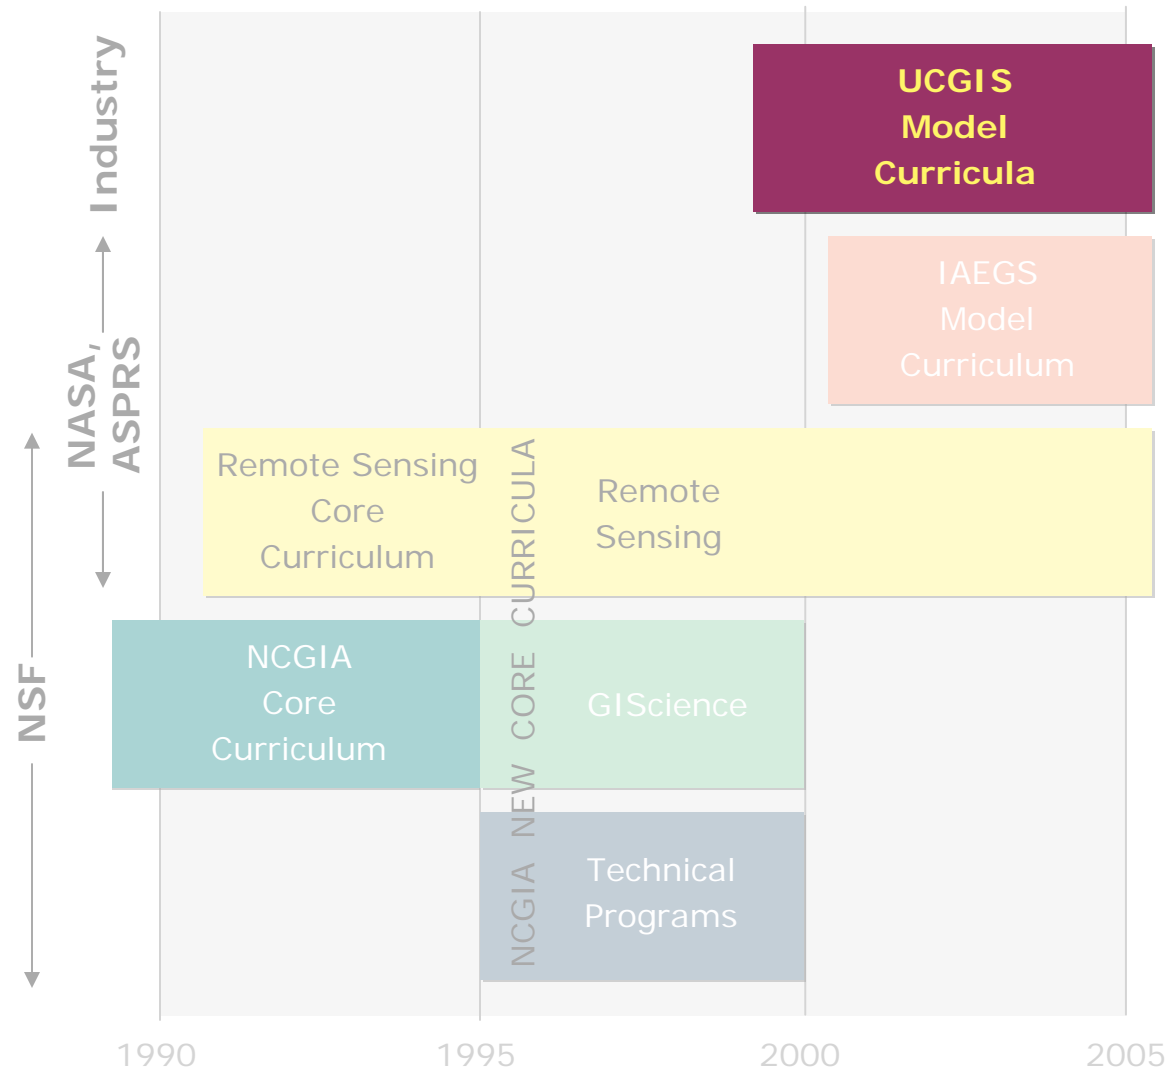 Industry
NASA,
ASPRS
NSF
UCGIS
Model
Curricula
IAEGS
Model
Curriculum
Remote Sensing
Core
Curriculum
Remote
Sensing
NCGIA
Core
Curriculum
GIScience
Technical
Programs
NCGIA NEW CORE CURRICULA
1990
1995
2000
2005